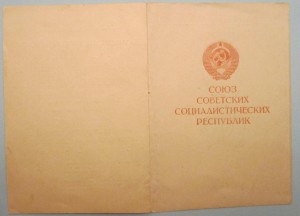 СОЮЗ
СОВЕТСКИХ
СОЦИАЛИСТИЧЕСКИХ
РЕСПУБЛИК